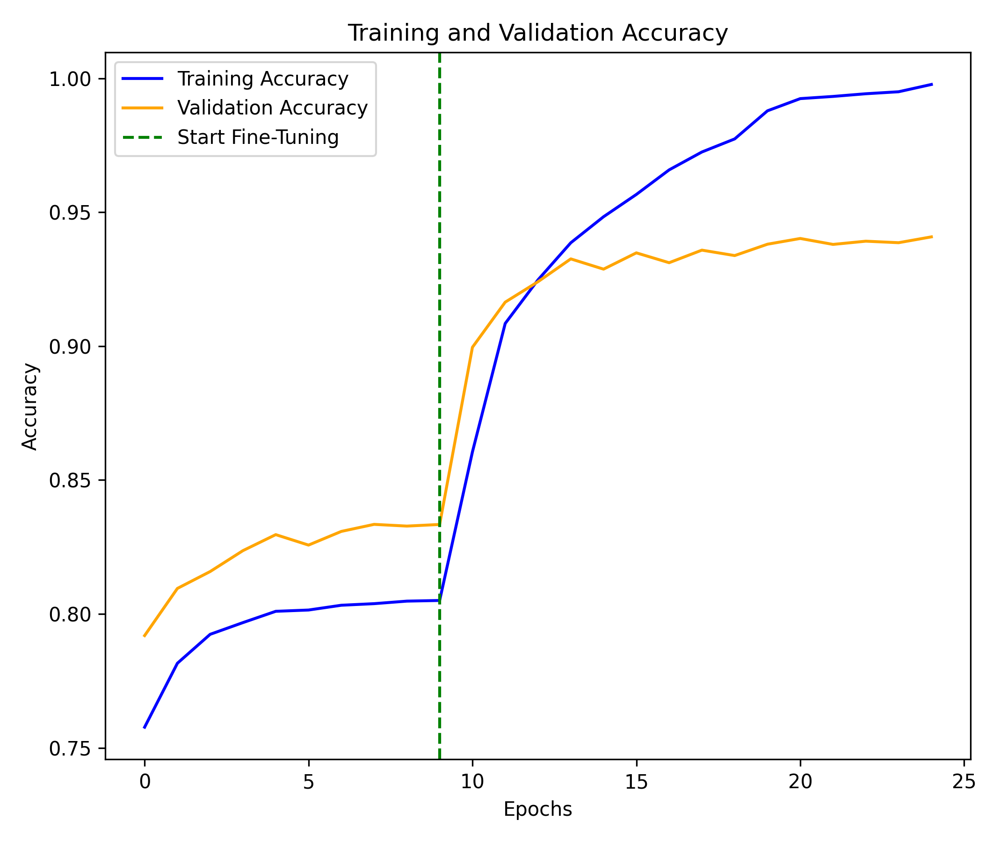 Training and Validation Accuracy
Training Accuracy
Validation Accuracy
Start Fine-Tuning
1.00
0.95
0.90
0.85
0.80
0.75
Accuracy
0 5 10 15 20 25
Epochs